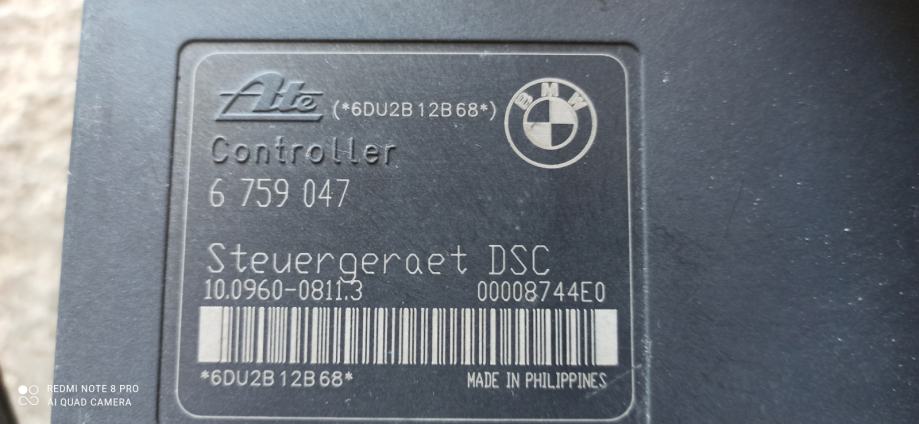 Ate (*6DU2B12B68*)
BMW
Controller
6 759 047
Steuergeraet DSC
10.0960-0811.3 00008744E0
*6DU2B12B68*
MADE IN PHILIPPINES
REDMI NOTE 8 PRO
AI QUAD CAMERA